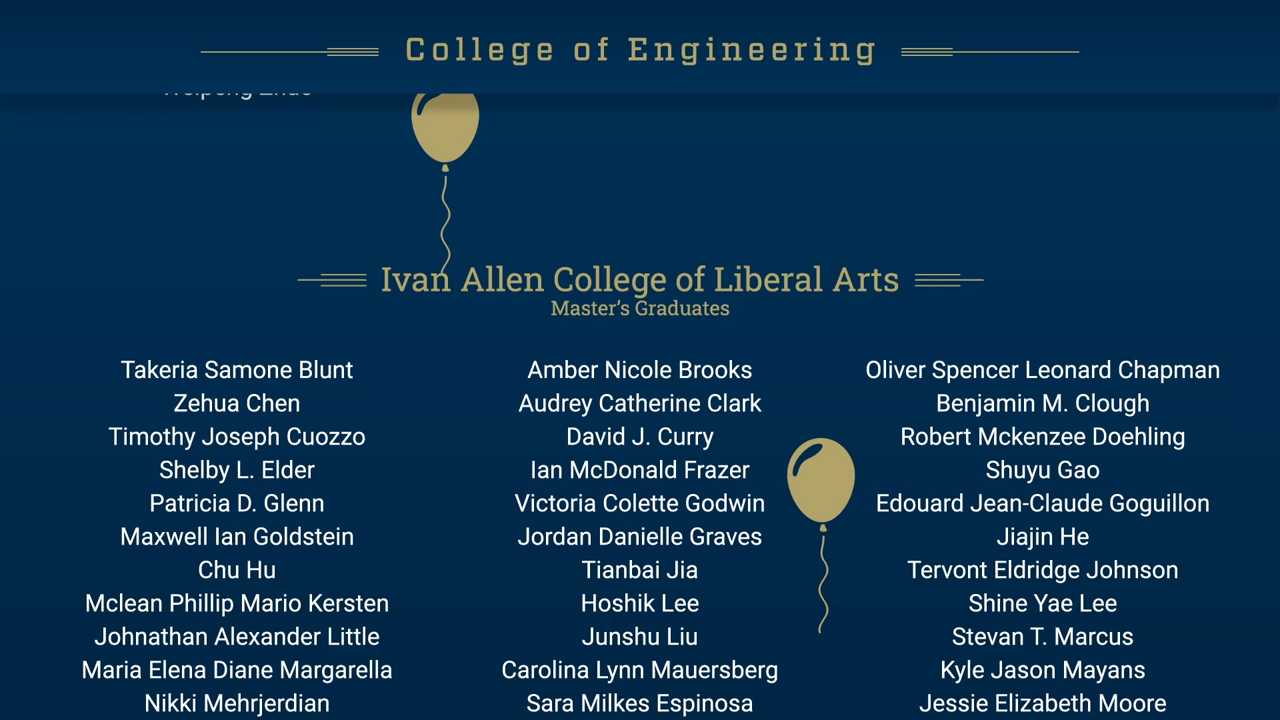 College of Engineering
Ivan Allen College of Liberal Arts
Master's Graduates
Takeria Samone Blunt
Amber Nicole Brooks
Oliver Spencer Leonard Chapman
Zehua Chen
Audrey Catherine Clark
Benjamin M. Clough
Timothy Joseph Cuozzo
David J. Curry
Robert Mckenzee Doehling
Shelby L. Elder
Ian McDonald Frazer
Shuyu Gao
Patricia D. Glenn
Victoria Colette Godwin
Edouard Jean-Claude Goguillon
Maxwell Ian Goldstein
Jordan Danielle Graves
Jiajin He
Chu Hu
Tianbai Jia
Tervont Eldridge Johnson
Mclean Phillip Mario Kersten
Hoshik Lee
Shine Yae Lee
Johnathan Alexander Little
Junshu Liu
Stevan T. Marcus
Maria Elena Diane Margarella
Carolina Lynn Mauersberg
Kyle Jason Mayans
Nikki Mehrjerdian
Sara Milkes Espinosa
Jessie Elizabeth Moore